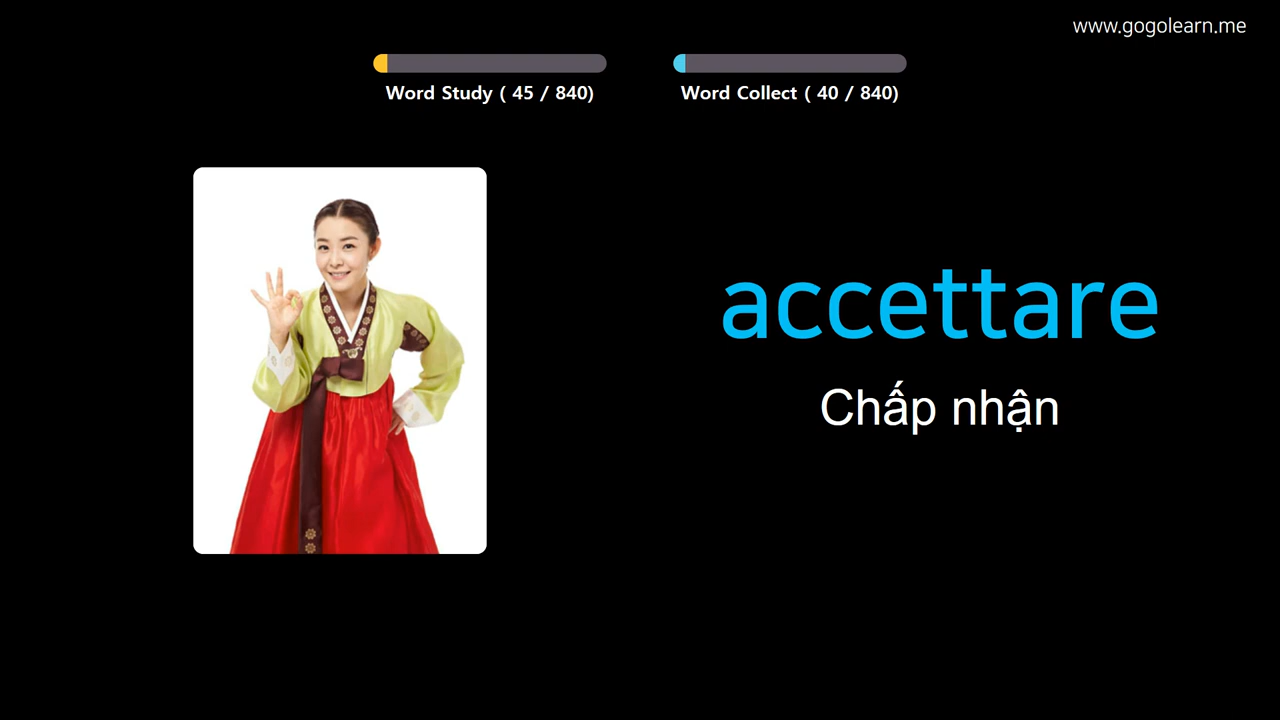 www.gogolearn.me
Word Study ( 45 / 840)
Word Collect ( 40 / 840)
accettare
Chấp nhận